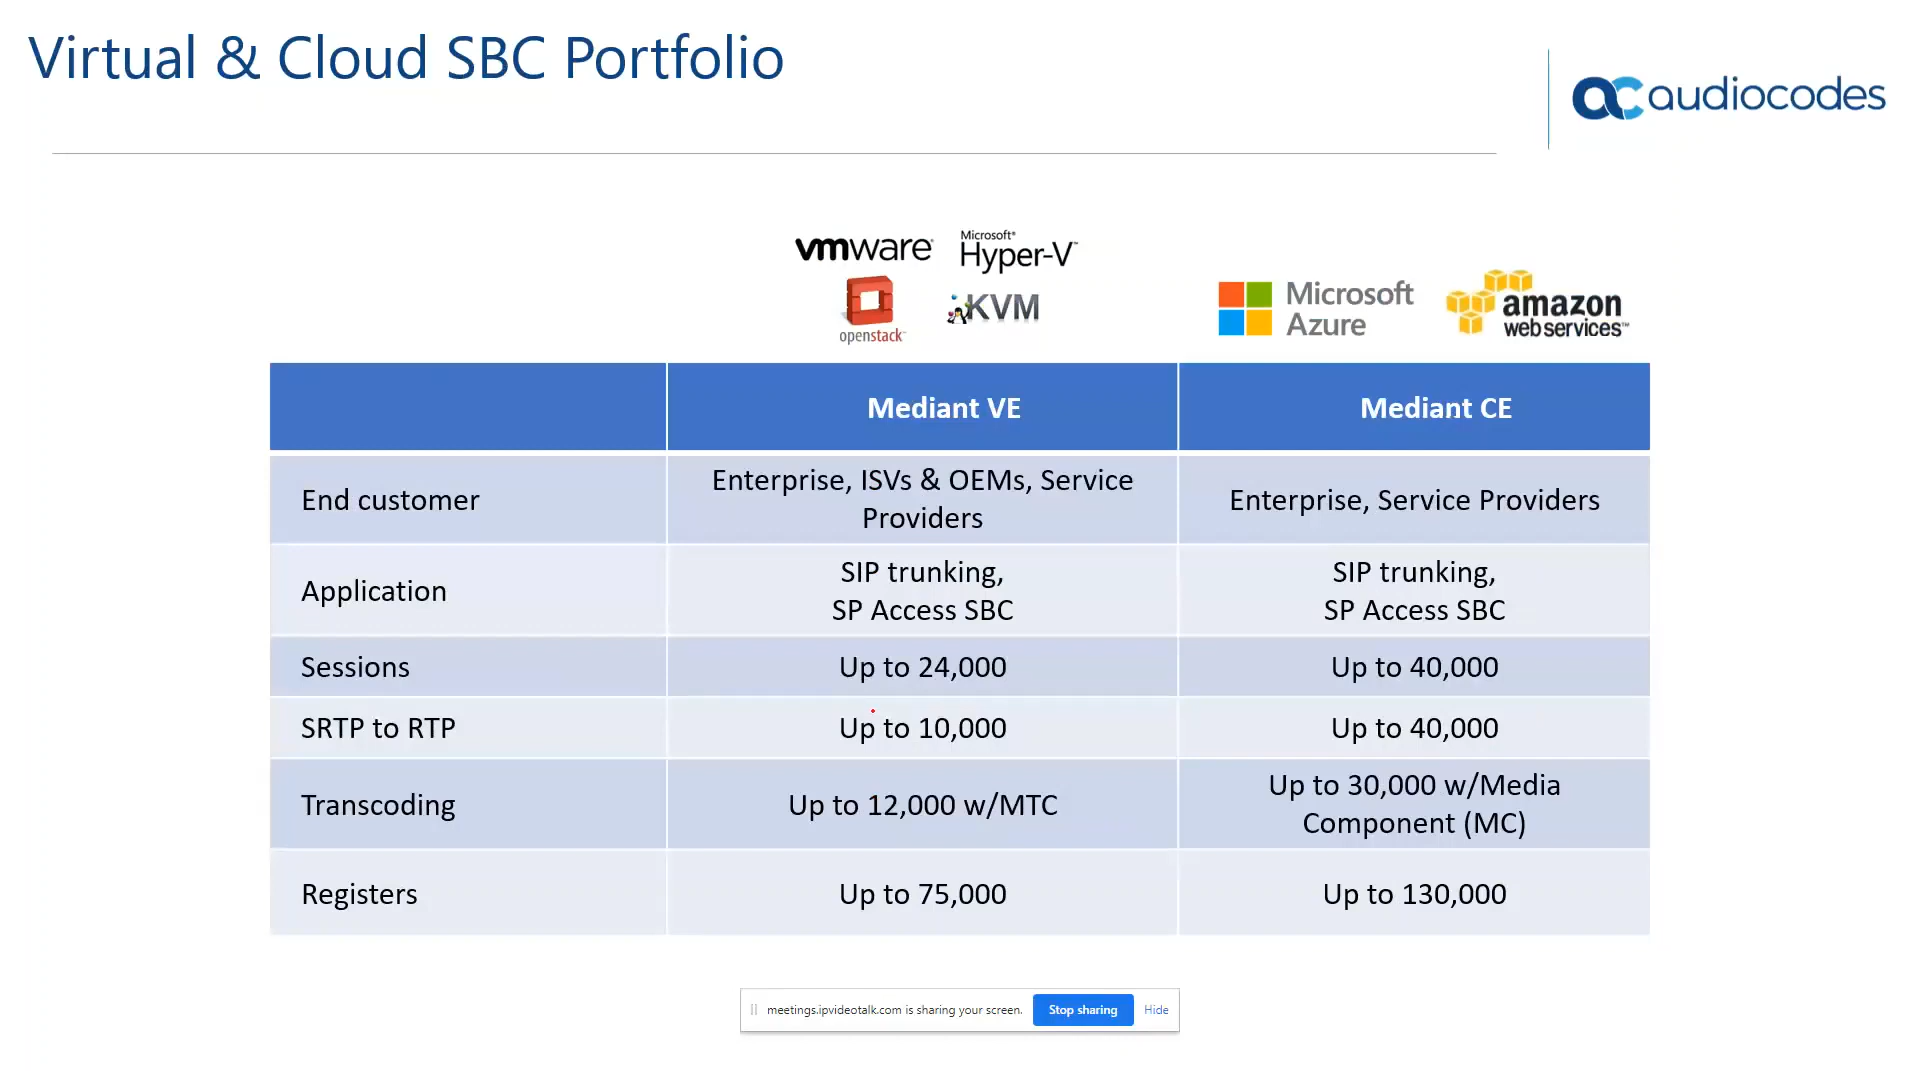 Virtual & Cloud SBC Portfolio
audiocodes
vmware
Microsoft®
Hyper-V™
openstack™
KVM
Microsoft
Azure
amazon
web services™
Mediant VE
Mediant CE
End customer
Enterprise, ISVs & OEMs, Service
Providers
Enterprise, Service Providers
Application
SIP trunking,
SP Access SBC
SIP trunking,
SP Access SBC
Sessions
Up to 24,000
Up to 40,000
SRTP to RTP
Up to 10,000
Up to 40,000
Transcoding
Up to 12,000 w/MTC
Up to 30,000 w/Media
Component (MC)
Registers
Up to 75,000
Up to 130,000
meetings.ipvideotalk.com is sharing your screen.
Stop sharing
Hide